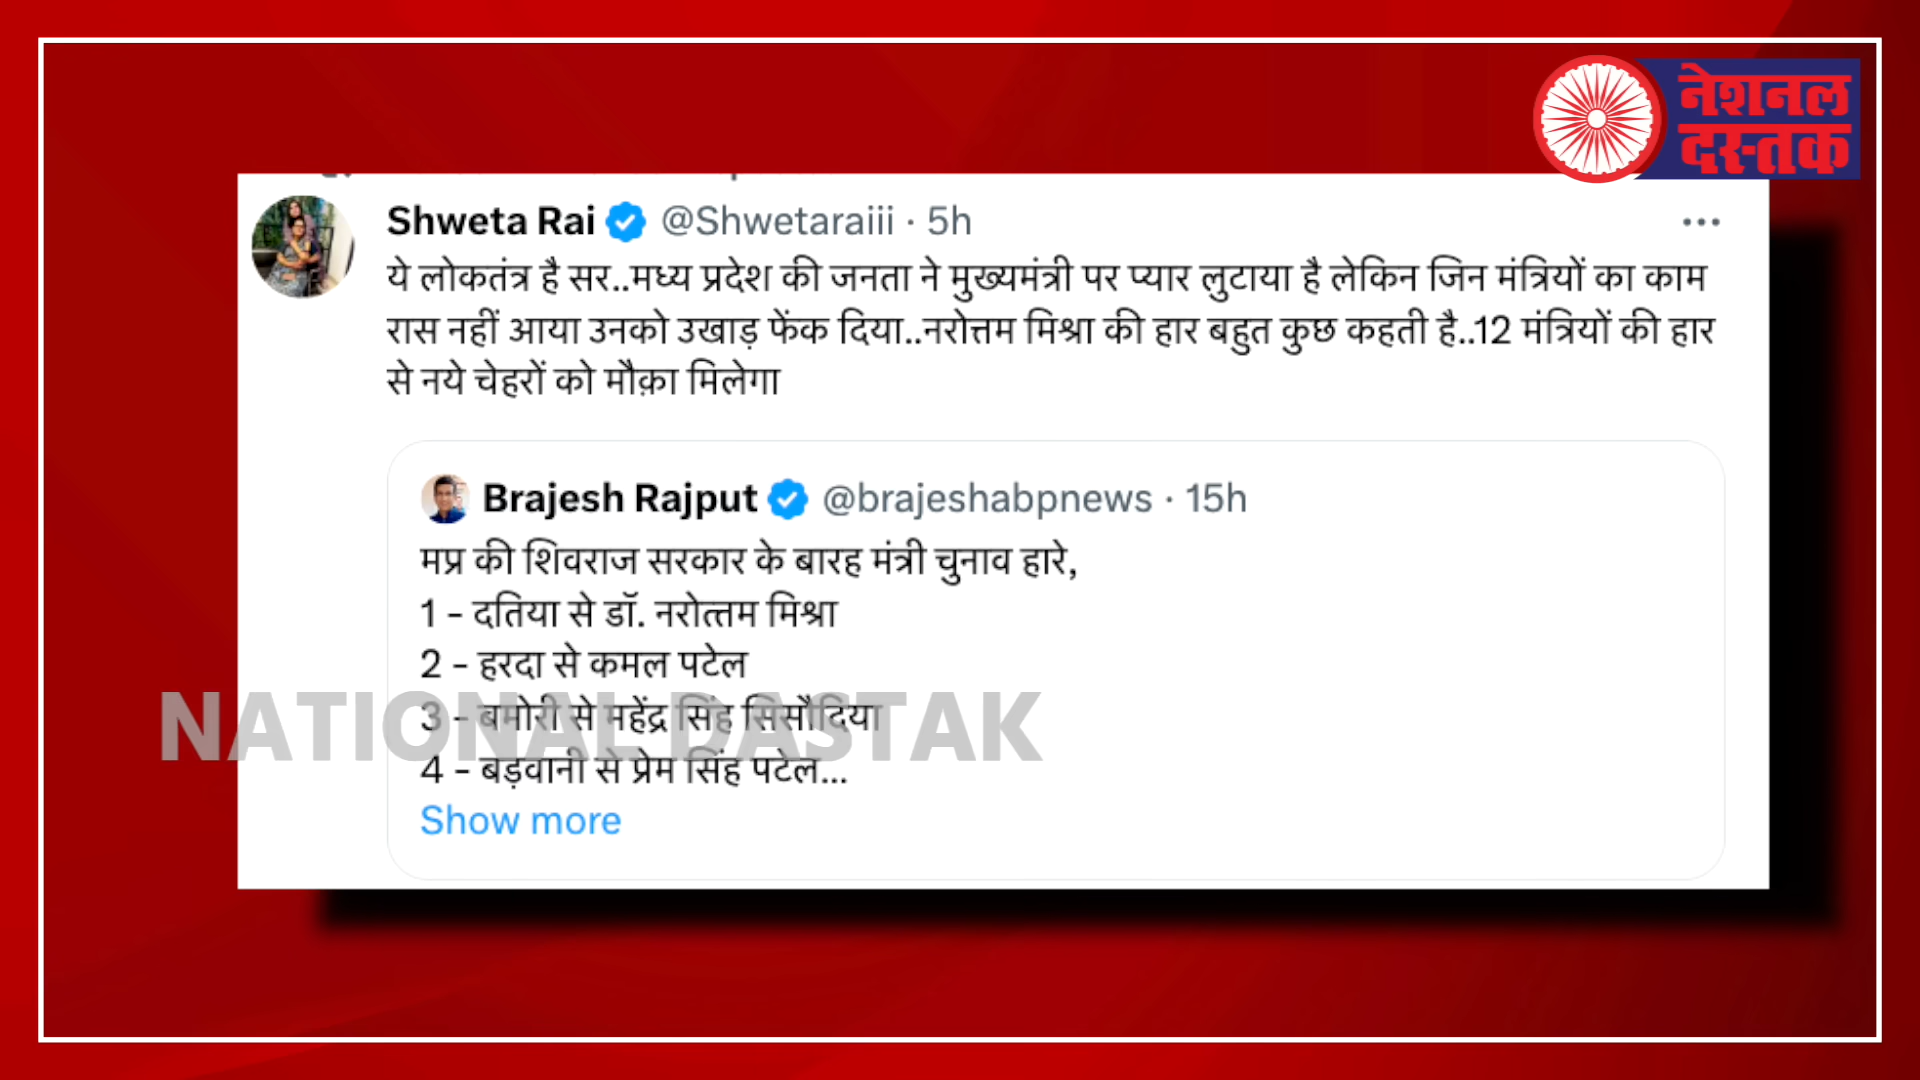 नेशनल
दस्तक
Shweta Rai @Shwetaraiii · 5h
ये लोकतंत्र है सर..मध्य प्रदेश की जनता ने मुख्यमंत्री पर प्यार लुटाया है लेकिन जिन मंत्रियों का काम
रास नहीं आया उनको उखाड़ फेंक दिया..नरोत्तम मिश्रा की हार बहुत कुछ कहती है..12 मंत्रियों की हार
से नये चेहरों को मौक़ा मिलेगा
Brajesh Rajput @brajeshabpnews · 15h
मप्र की शिवराज सरकार के बारह मंत्री चुनाव हारे,
1 - दतिया से डॉ. नरोत्तम मिश्रा
2 - हरदा से कमल पटेल
3 - बमोरी से महेंद्र सिंह सिसौदिया
NATIONAL DASTAK
4 - बड़वानी से प्रेम सिंह पटेल...
Show more